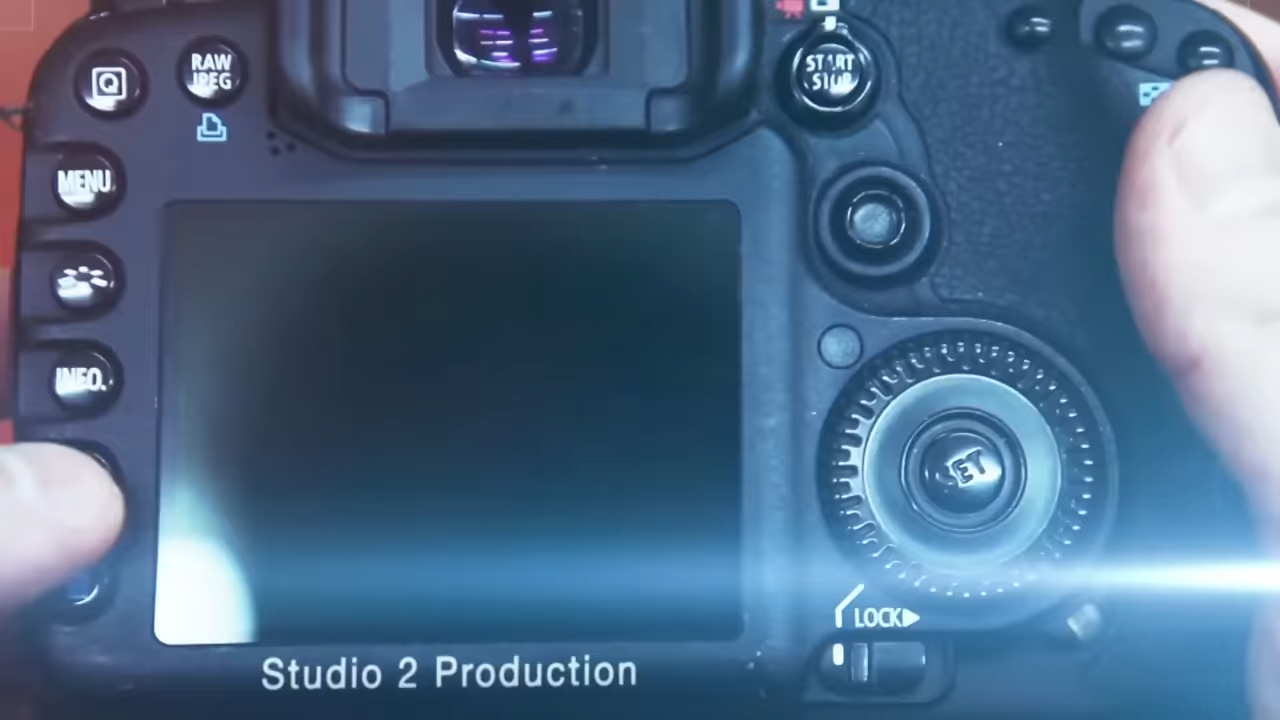 Q
RAW
JPEG
START
STOP
MENU
INFO.
SET
LOCK
Studio 2 Production